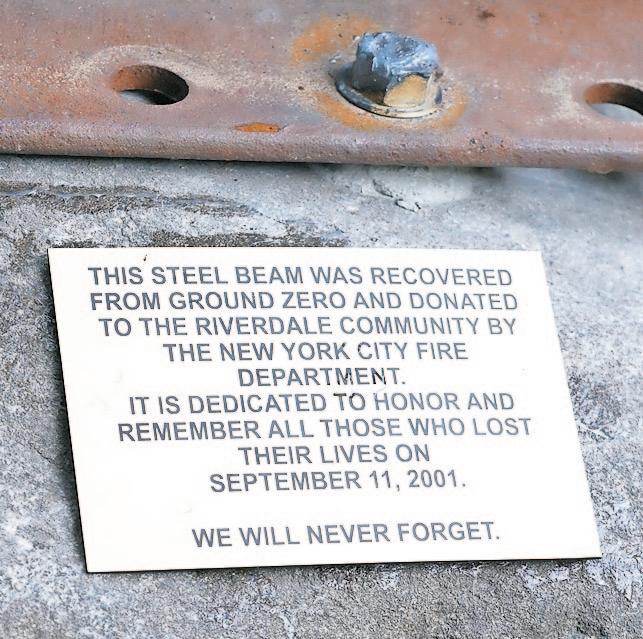 THIS STEEL BEAM WAS RECOVERED
FROM GROUND ZERO AND DONATED
TO THE RIVERDALE COMMUNITY BY
THE NEW YORK CITY FIRE
DEPARTMENT.
IT IS DEDICATED TO HONOR AND
REMEMBER ALL THOSE WHO LOST
THEIR LIVES ON
SEPTEMBER 11, 2001.
WE WILL NEVER FORGET.